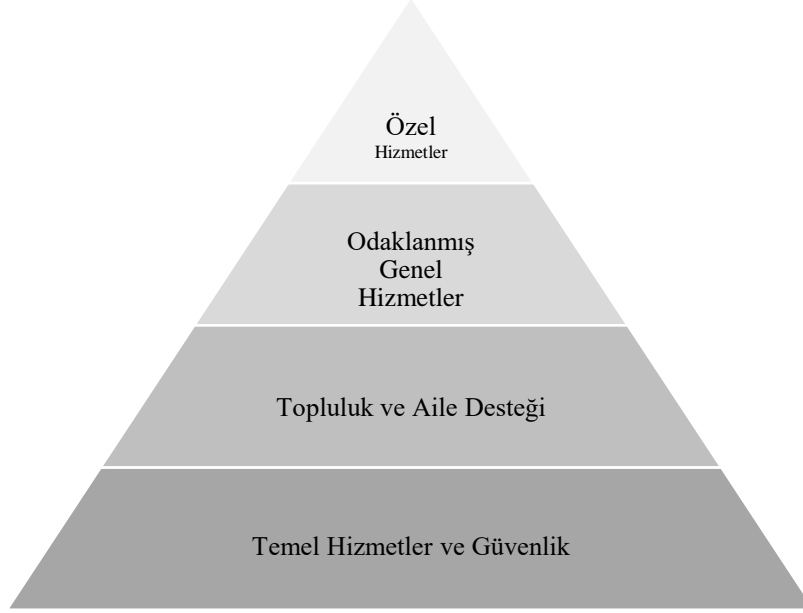 Özel
Hizmetler
Odaklanmış
Genel
Hizmetler
Topluluk ve Aile Desteği
Temel Hizmetler ve Güvenlik